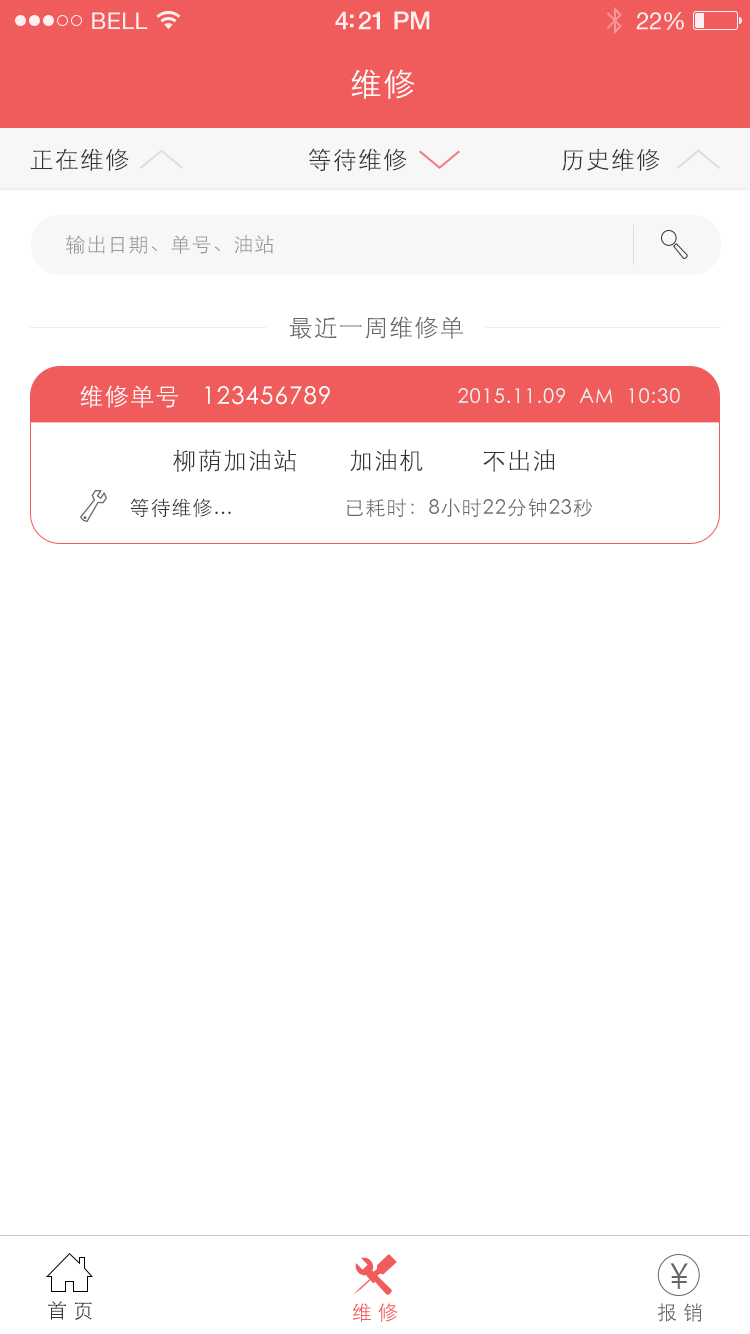 BELL 4:21 PM 22%
维修
正在维修 等待维修 历史维修
输出日期、单号、油站
最近一周维修单
维修单号 123456789 2015.11.09 AM 10:30
柳荫加油站 加油机 不出油
等待维修... 已耗时：8小时22分钟23秒
首页 维修 报销